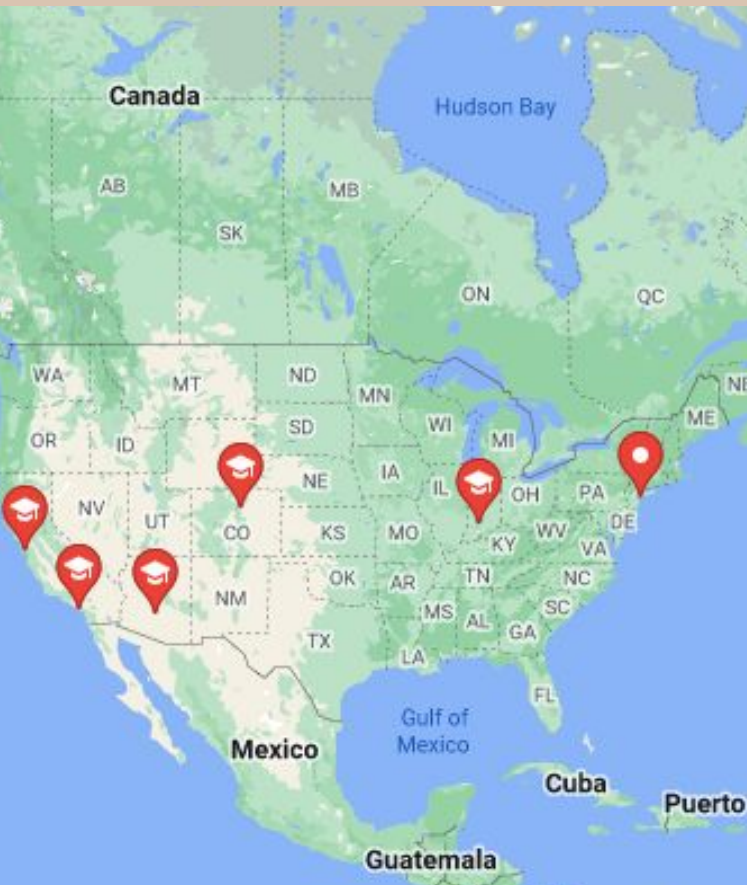 Canada
Hudson Bay
AB
MB
SK
ON
QC
WA
MT
ND
MN
NB
ME
OR
ID
SD
WI
MI
NV
UT
NE
IA
IL
OH
PA
CO
KS
MO
KY
WV
DE
VA
NM
OK
AR
TN
NC
MS
AL
SC
TX
GA
LA
FL
Gulf of
Mexico
Mexico
Cuba
Puerto
Guatemala